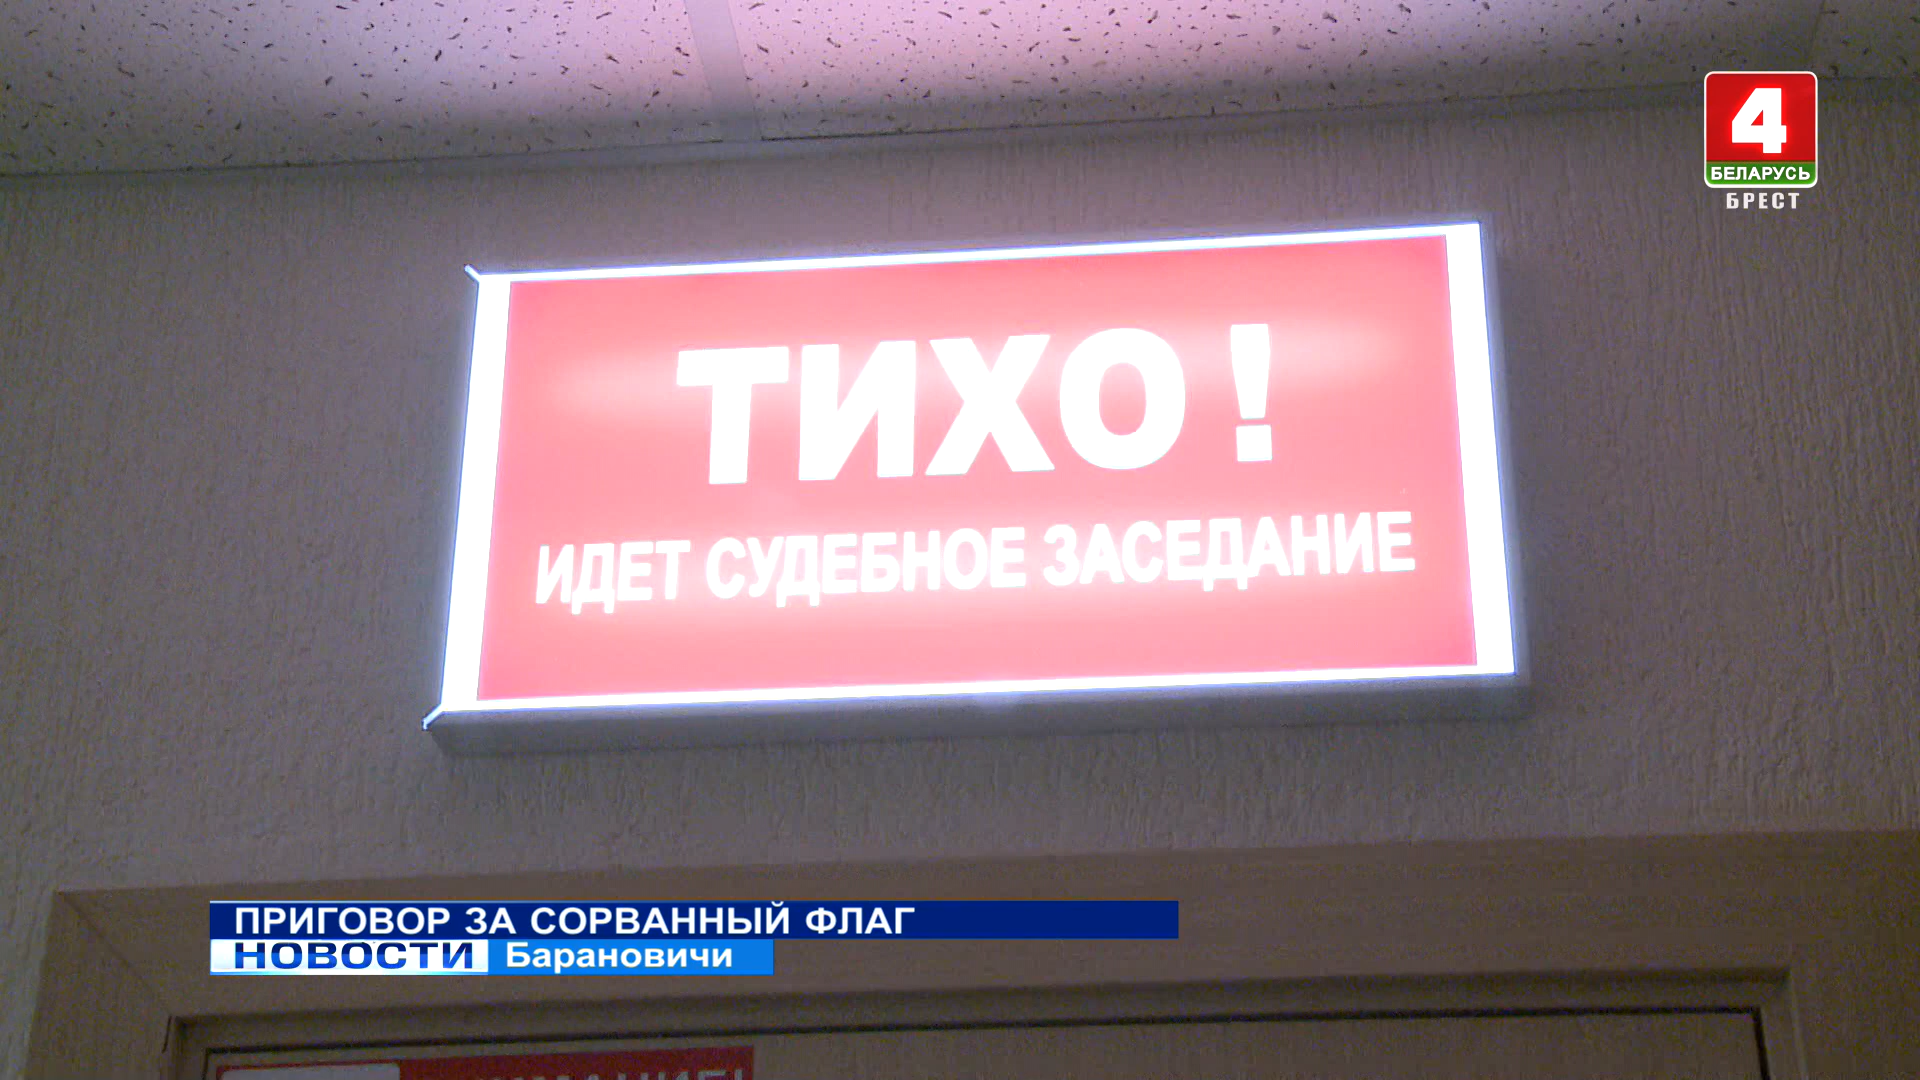 4
БЕЛАРУСЬ
БРЕСТ
ТИХО!
ИДЕТ СУДЕБНОЕ ЗАСЕДАНИЕ
ПРИГОВОР ЗА СОРВАННЫЙ ФЛАГ
НОВОСТИ Барановичи